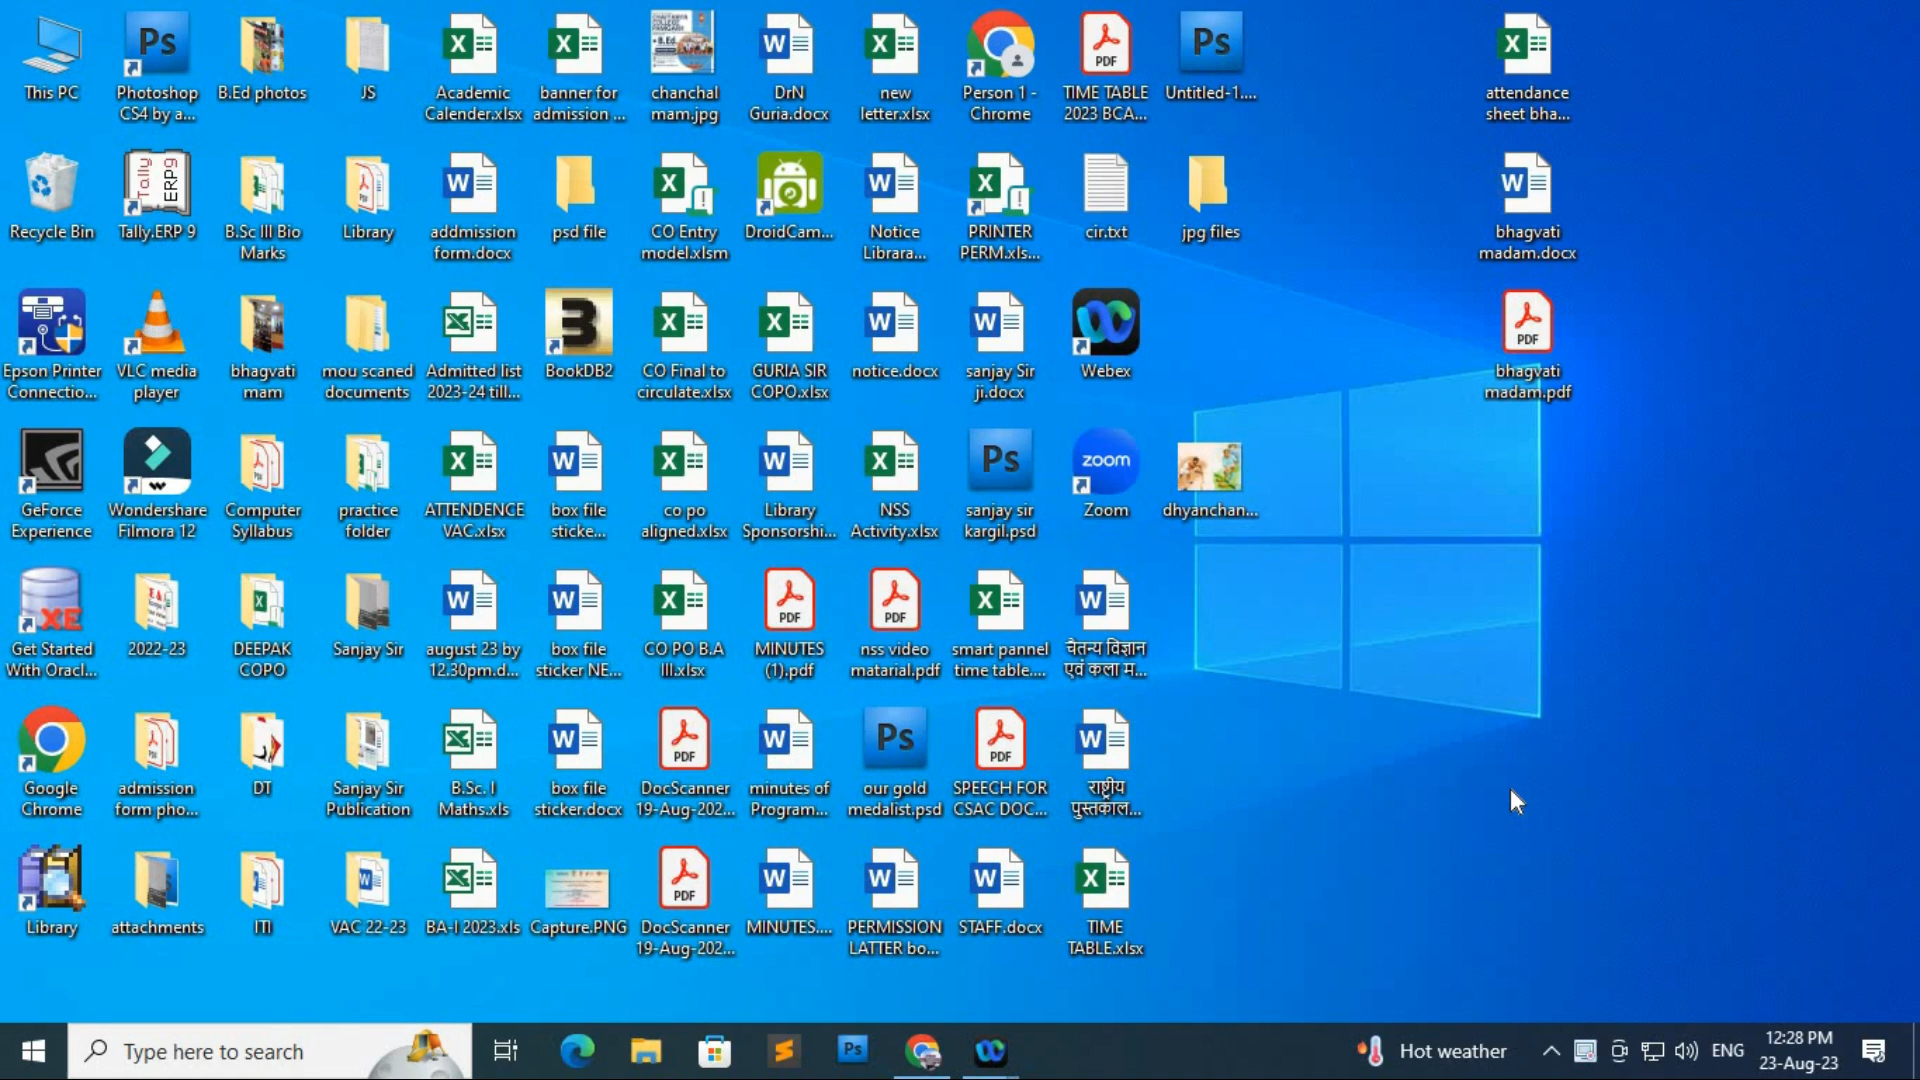 This PC
Photoshop
CS4 by a...
B.Ed photos
JS
Academic
Calender.xlsx
banner for
admission ...
chanchal
mam.jpg
DrN
Guria.docx
new
letter.xlsx
Person 1 -
Chrome
TIME TABLE
2023 BCA...
Untitled-1....
attendance
sheet bha...
Recycle Bin
Tally.ERP 9
B.Sc III Bio
Marks
Library
addmission
form.docx
psd file
CO Entry
model.xlsm
DroidCam...
Notice
Librara...
PRINTER
PERM.xls...
cir.txt
jpg files
bhagvati
madam.docx
Epson Printer
Connectio...
VLC media
player
bhagvati
mam
mou scaned
documents
Admitted list
2023-24 till...
BookDB2
CO Final to
circulate.xlsx
GURIA SIR
COPO.xlsx
notice.docx
sanjay Sir
ji.docx
Webex
bhagvati
madam.pdf
GeForce
Experience
Wondershare
Filmora 12
Computer
Syllabus
practice
folder
ATTENDENCE
VAC.xlsx
box file
sticke...
co po
aligned.xlsx
Library
Sponsorshi...
NSS
Activity.xlsx
sanjay sir
kargil.psd
zoom
Zoom
dhyanchan...
Get Started
With Oracl...
2022-23
DEEPAK
COPO
Sanjay Sir
august 23 by
12.30pm.d...
box file
sticker NE...
CO PO B.A
III.xlsx
MINUTES
(1).pdf
nss video
matarial.pdf
smart pannel
time table....
चैतन्य विज्ञान
एवं कला म...
Google
Chrome
admission
form pho...
DT
Sanjay Sir
Publication
B.Sc. I
Maths.xls
box file
sticker.docx
DocScanner
19-Aug-202...
minutes of
Program...
our gold
medalist.psd
SPEECH FOR
CSAC DOC...
राष्ट्रीय
पुस्तकाल...
Library
attachments
ITI
VAC 22-23
BA-I 2023.xls
Capture.PNG
DocScanner
19-Aug-202...
MINUTES....
PERMISSION
LATTER bo...
STAFF.docx
TIME
TABLE.xlsx
Type here to search
Hot weather
ENG
12:28 PM
23-Aug-23